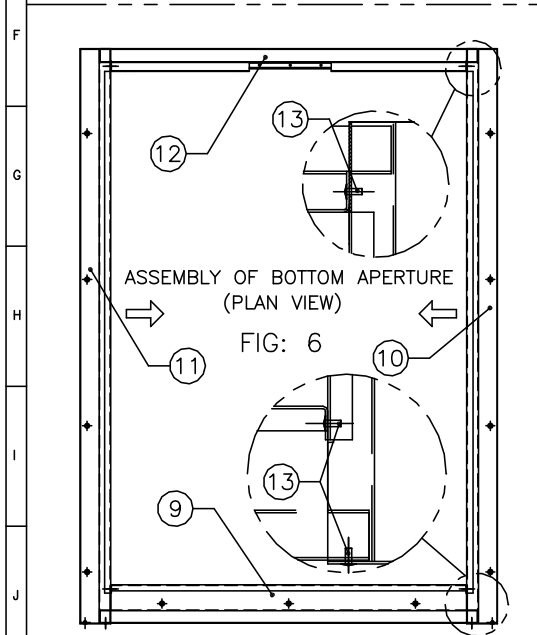 F
13
12
G
ASSEMBLY OF BOTTOM APERTURE
(PLAN VIEW)
H
FIG: 6
11
10
I
13
9
J